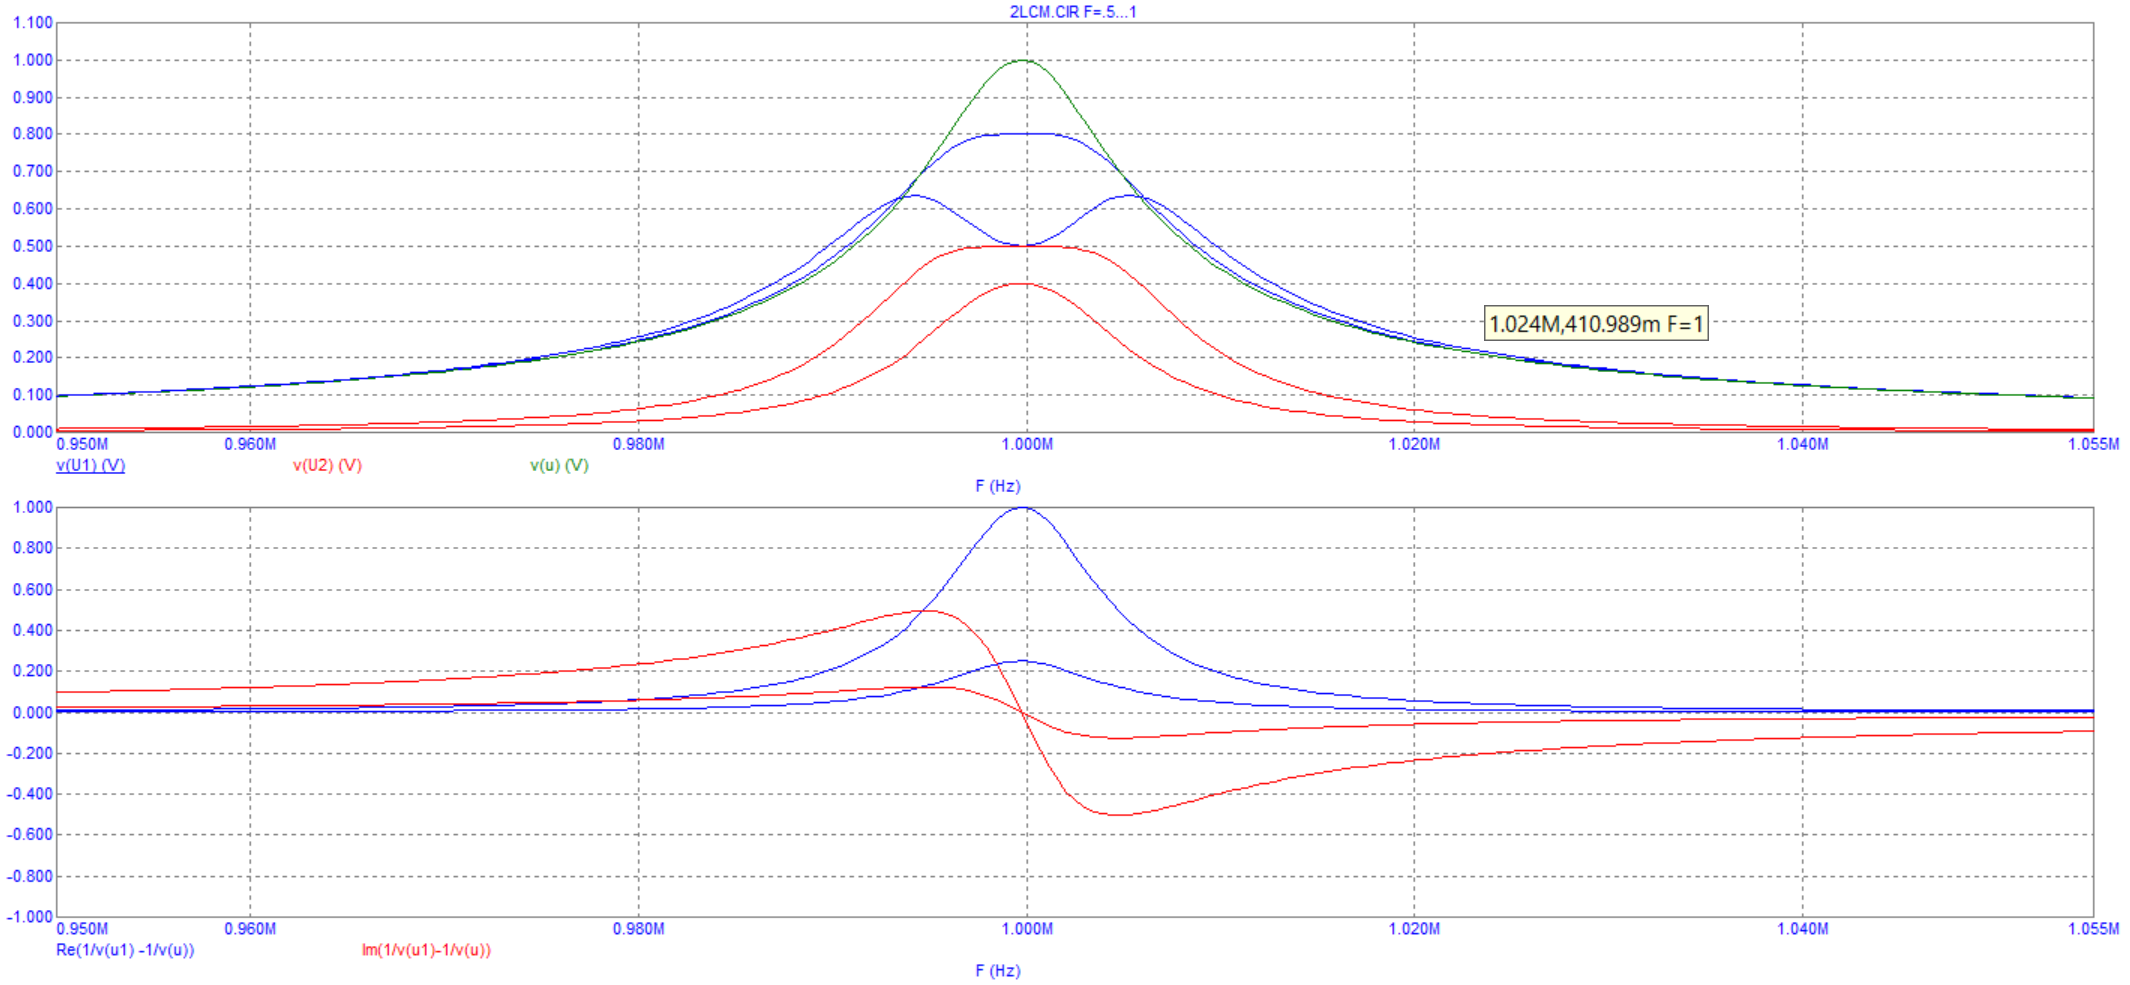 2LCM.CIR F=.5...1
1.100
1.000
0.900
0.800
0.700
0.600
0.500
0.400
0.300
0.200
0.100
0.000
1.024M,410.989m F=1
0.950M 0.960M 0.980M 1.000M 1.020M 1.040M 1.055M
v(U1) (V) v(U2) (V) v(u) (V)
F (Hz)
1.000
0.800
0.600
0.400
0.200
0.000
-0.200
-0.400
-0.600
-0.800
-1.000
0.950M 0.960M 0.980M 1.000M 1.020M 1.040M 1.055M
Re(1/v(u1) -1/v(u)) Im(1/v(u1)-1/v(u))
F (Hz)